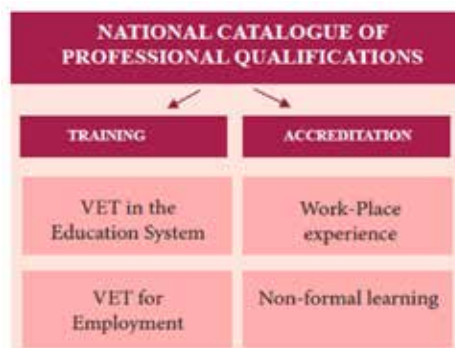 NATIONAL CATALOGUE OF
PROFESSIONAL QUALIFICATIONS
TRAINING
ACCREDITATION
VET in the
Education System
Work-Place
experience
VET for
Employment
Non-formal learning